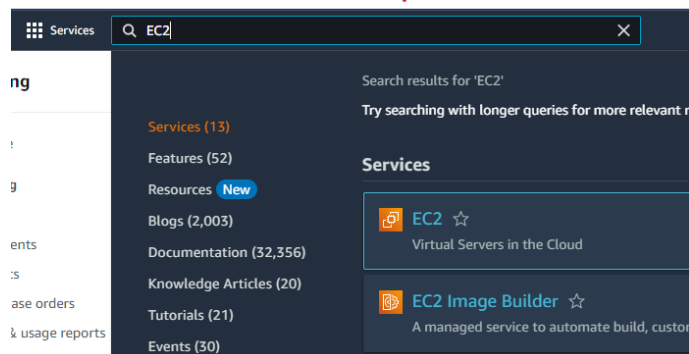 Services
EC2
ng
Search results for 'EC2'
Try searching with longer queries for more relevant
Services (13)
Features (52)
Resources New
Blogs (2,003)
Documentation (32,356)
Knowledge Articles (20)
Tutorials (21)
Events (30)
g
ents
ase orders
& usage reports
Services
EC2
Virtual Servers in the Cloud
EC2 Image Builder
A managed service to automate build,